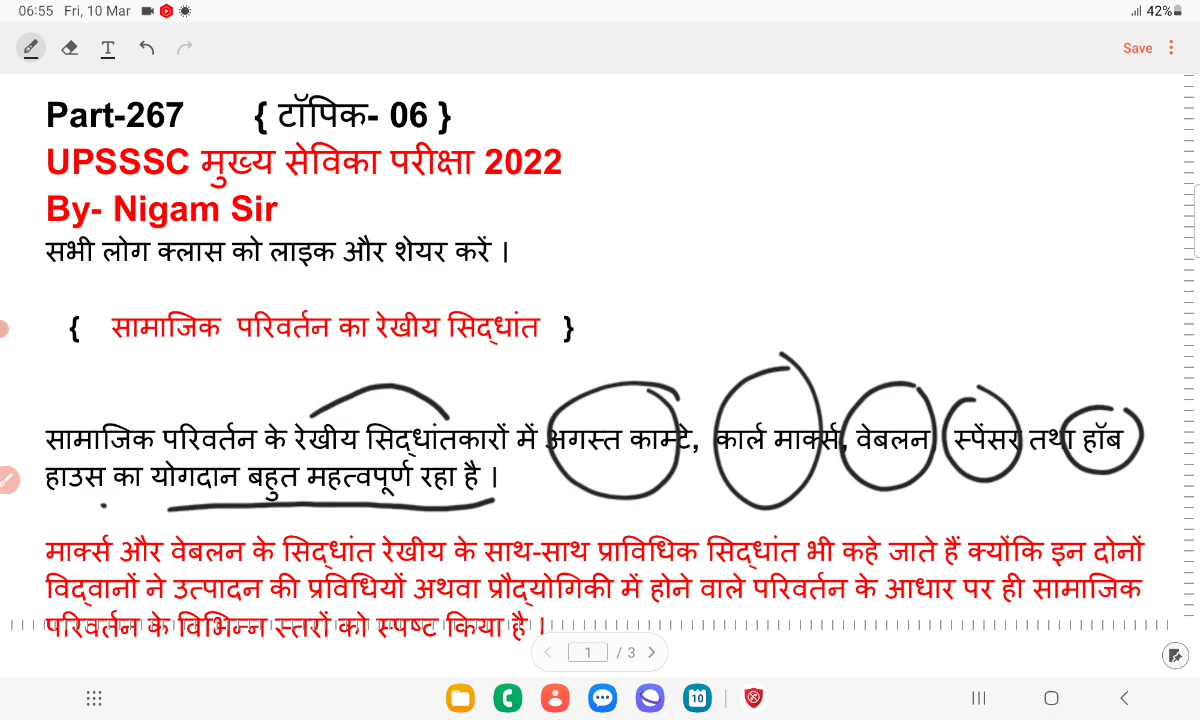 06:55 Fri, 10 Mar 42%
T Save
Part-267 { टॉपिक- 06 }
UPSSSC मुख्य सेविका परीक्षा 2022
By- Nigam Sir
सभी लोग क्लास को लाइक और शेयर करें ।
{ सामाजिक परिवर्तन का रेखीय सिद्धांत }
सामाजिक परिवर्तन के रेखीय सिद्धांतकारों में अगस्त काम्टे, कार्ल मार्क्स, वेबलन, स्पेंसर तथा हॉब
हाउस का योगदान बहुत महत्वपूर्ण रहा है ।
मार्क्स और वेबलन के सिद्धांत रेखीय के साथ-साथ प्राविधिक सिद्धांत भी कहे जाते हैं क्योंकि इन दोनों
विद्वानों ने उत्पादन की प्रविधियों अथवा प्रौद्योगिकी में होने वाले परिवर्तन के आधार पर ही सामाजिक
परिवर्तन के विभिन्न स्तरों को स्पष्ट किया है ।
1 / 3
10